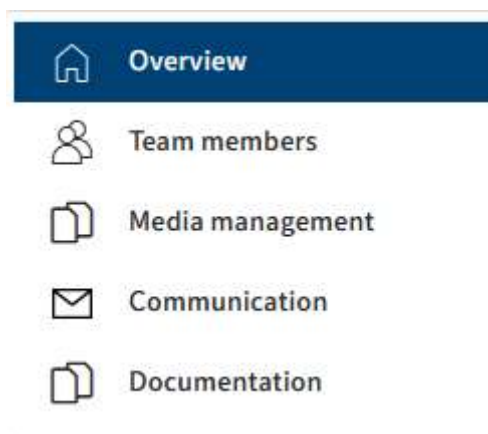 Overview
Team members
Media management
Communication
Documentation